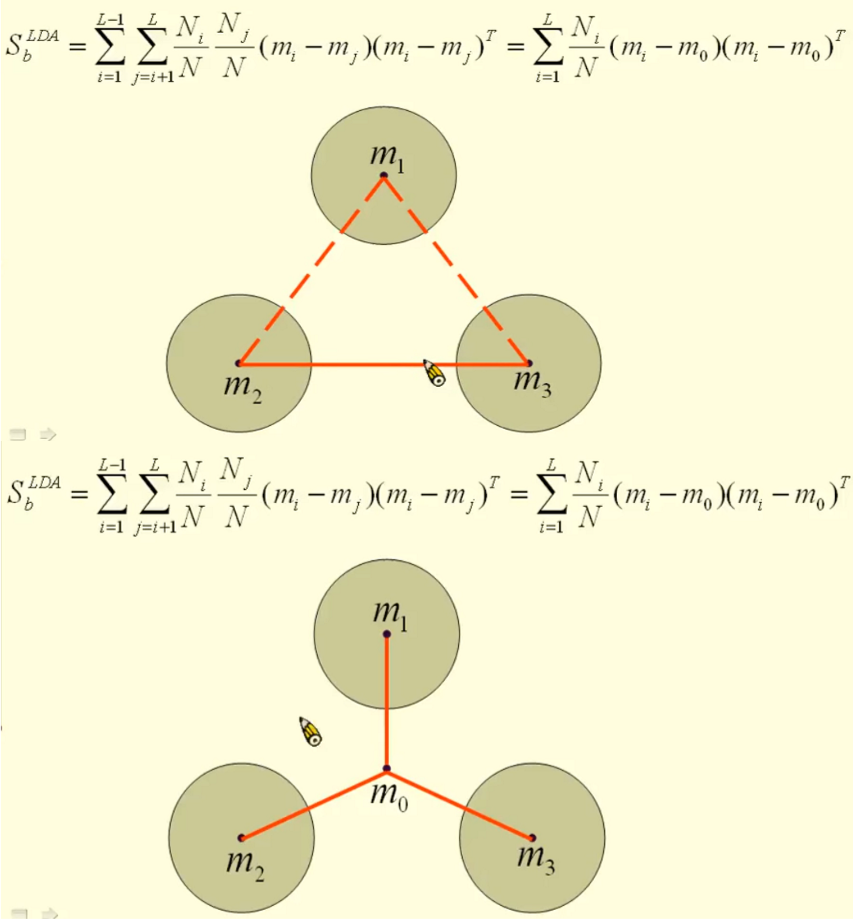 S_b^{LDA} = \sum_{i=1}^{L-1} \sum_{j=i+1}^{L} \frac{N_i}{N} \frac{N_j}{N} (m_i - m_j)(m_i - m_j)^T = \sum_{i=1}^{L} \frac{N_i}{N} (m_i - m_0)(m_i - m_0)^T
m_1
m_2 m_3
S_b^{LDA} = \sum_{i=1}^{L-1} \sum_{j=i+1}^{L} \frac{N_i}{N} \frac{N_j}{N} (m_i - m_j)(m_i - m_j)^T = \sum_{i=1}^{L} \frac{N_i}{N} (m_i - m_0)(m_i - m_0)^T
m_1
m_0
m_2 m_3